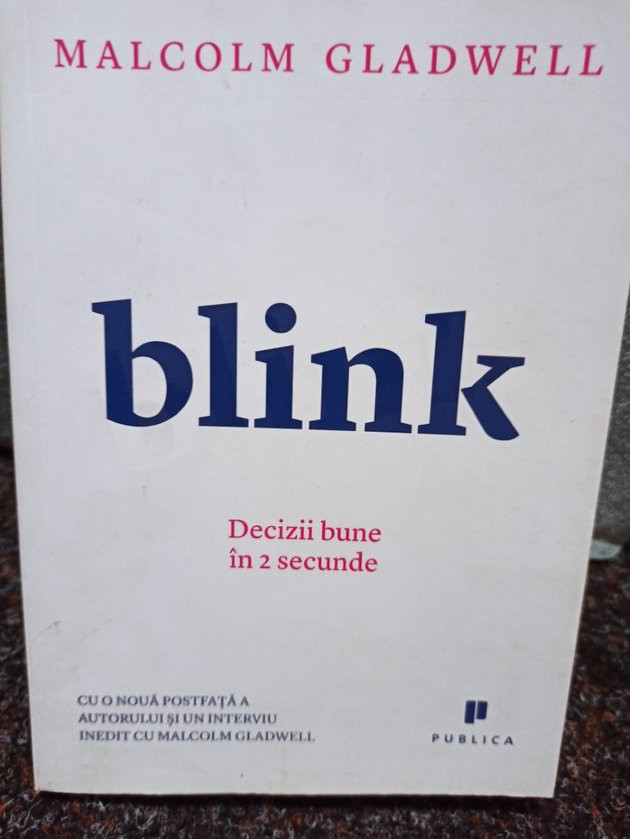 MALCOLM GLADWELL
blink
Decizii bune
în 2 secunde
CU O NOUĂ POSTFAȚĂ A
AUTORULUI ȘI UN INTERVIU
INEDIT CU MALCOLM GLADWELL
PUBLICA